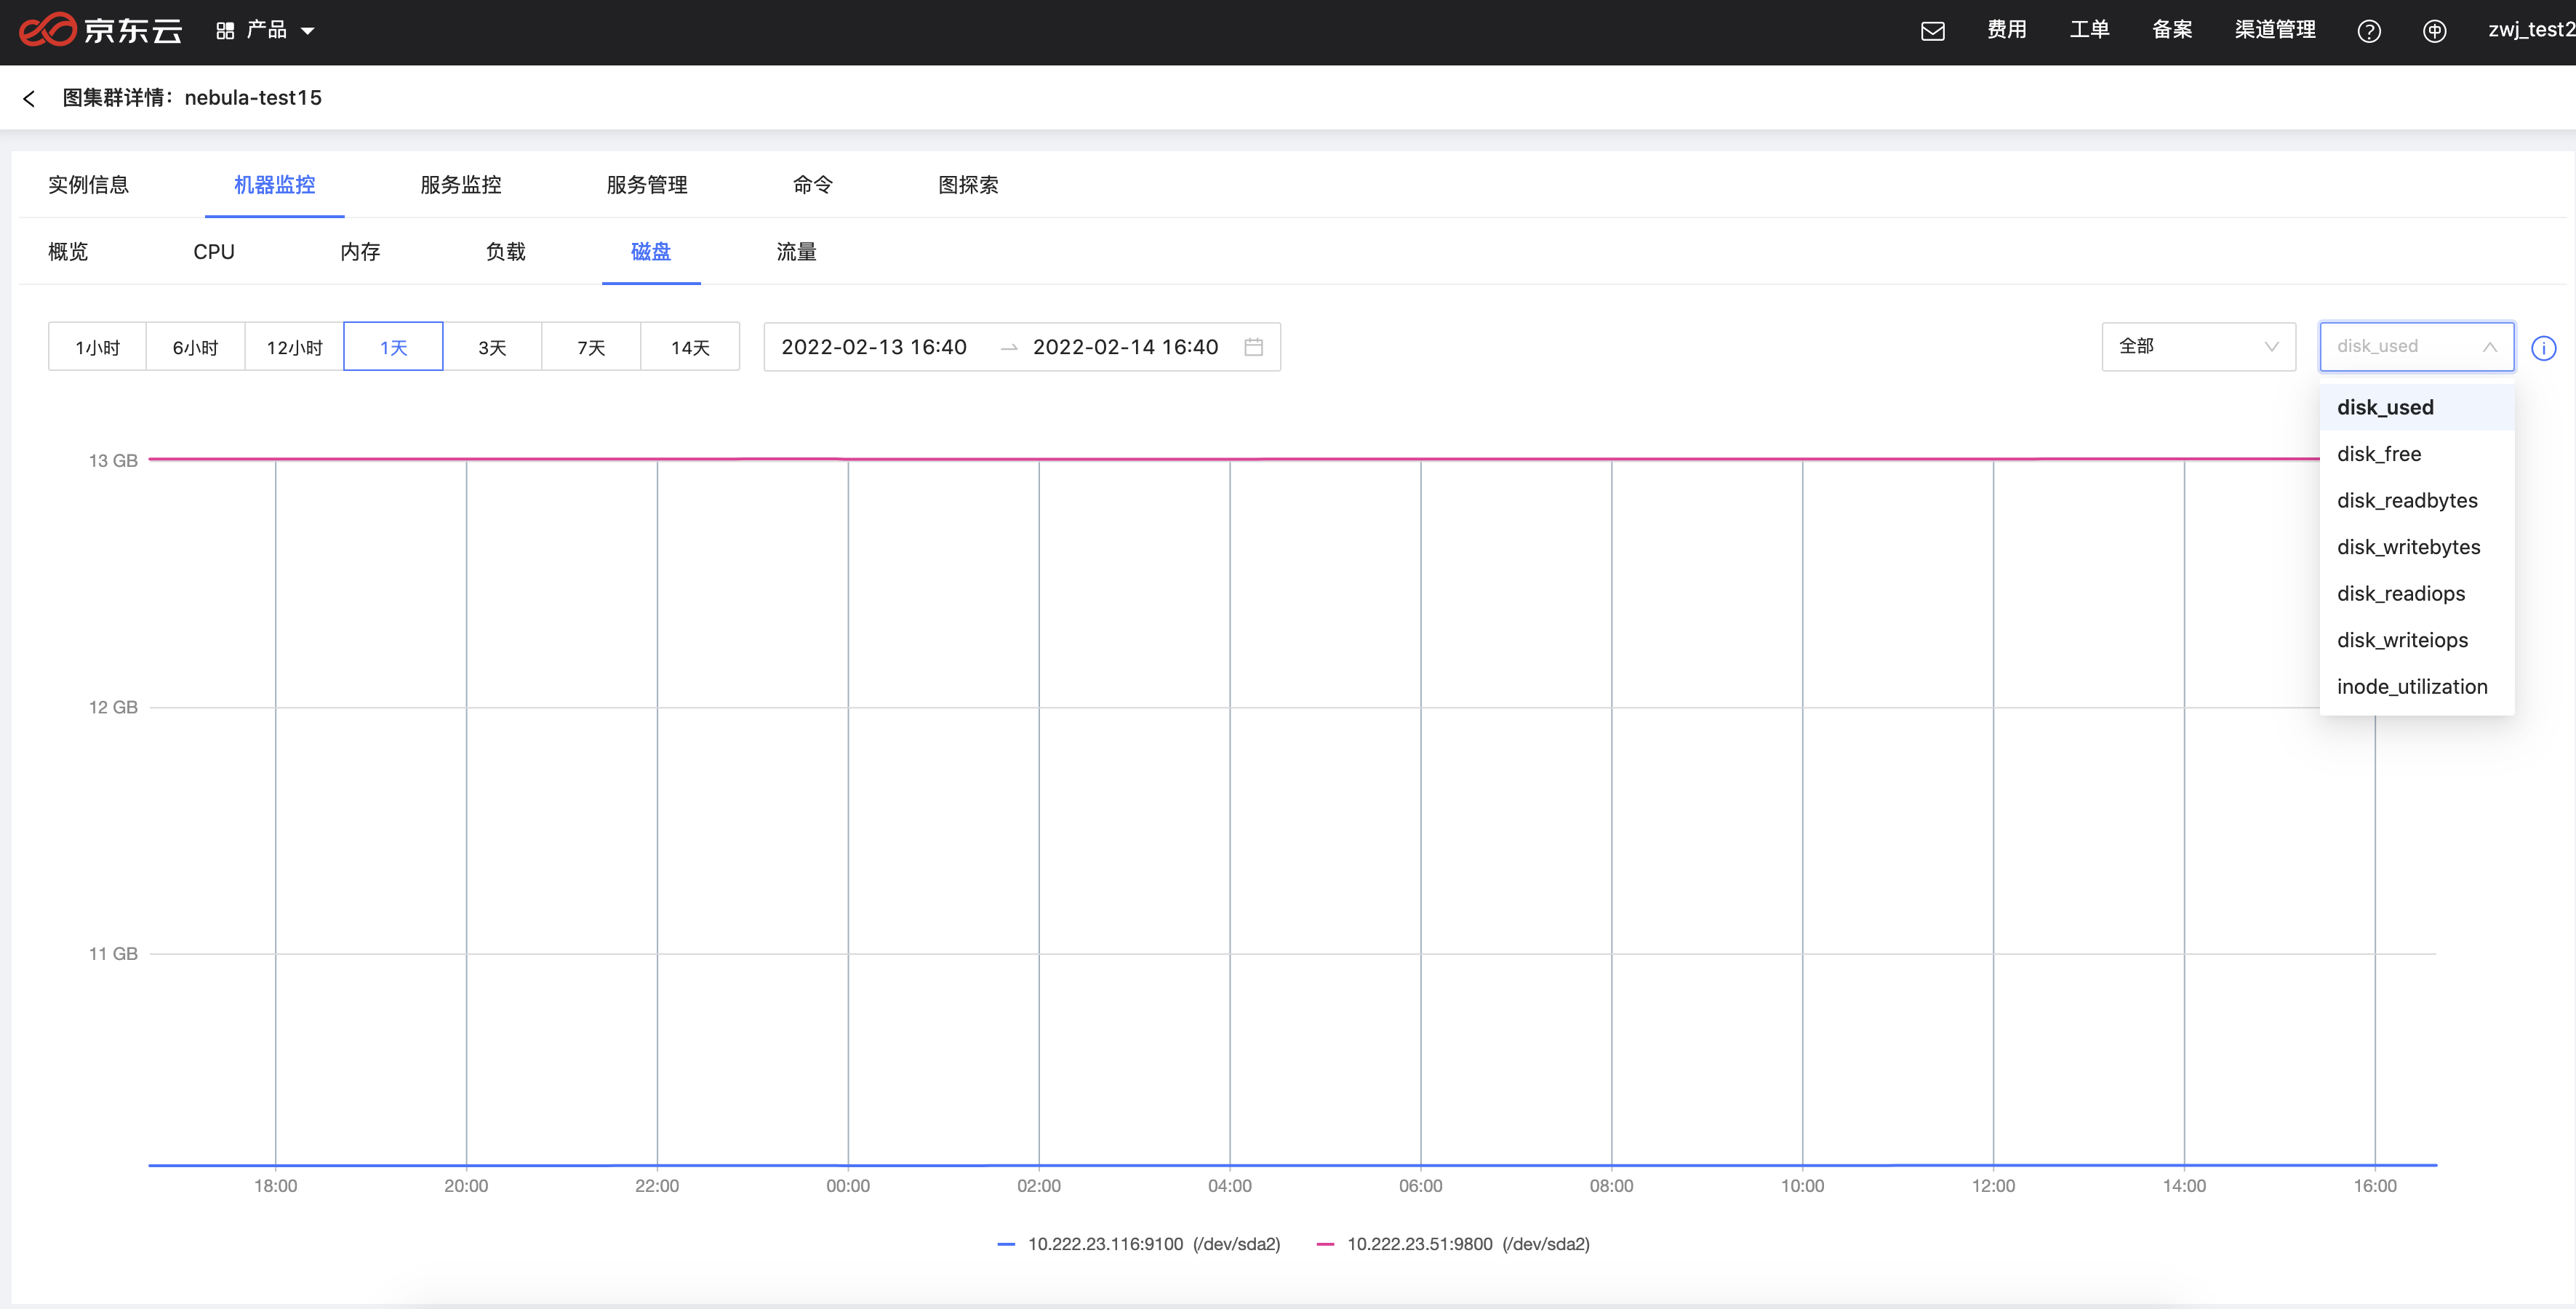 京东云 产品 费用 工单 备案 渠道管理 zwj_test2
图集群详情：nebula-test15
实例信息 机器监控 服务监控 服务管理 命令 图探索
概览 CPU 内存 负载 磁盘 流量
1小时 6小时 12小时 1天 3天 7天 14天 2022-02-13 16:40 2022-02-14 16:40 全部 disk_used
disk_used
disk_free
disk_readbytes
disk_writebytes
disk_readiops
disk_writeiops
inode_utilization
13 GB
12 GB
11 GB
18:00 20:00 22:00 00:00 02:00 04:00 06:00 08:00 10:00 12:00 14:00 16:00
10.222.23.116:9100 (/dev/sda2) 10.222.23.51:9800 (/dev/sda2)